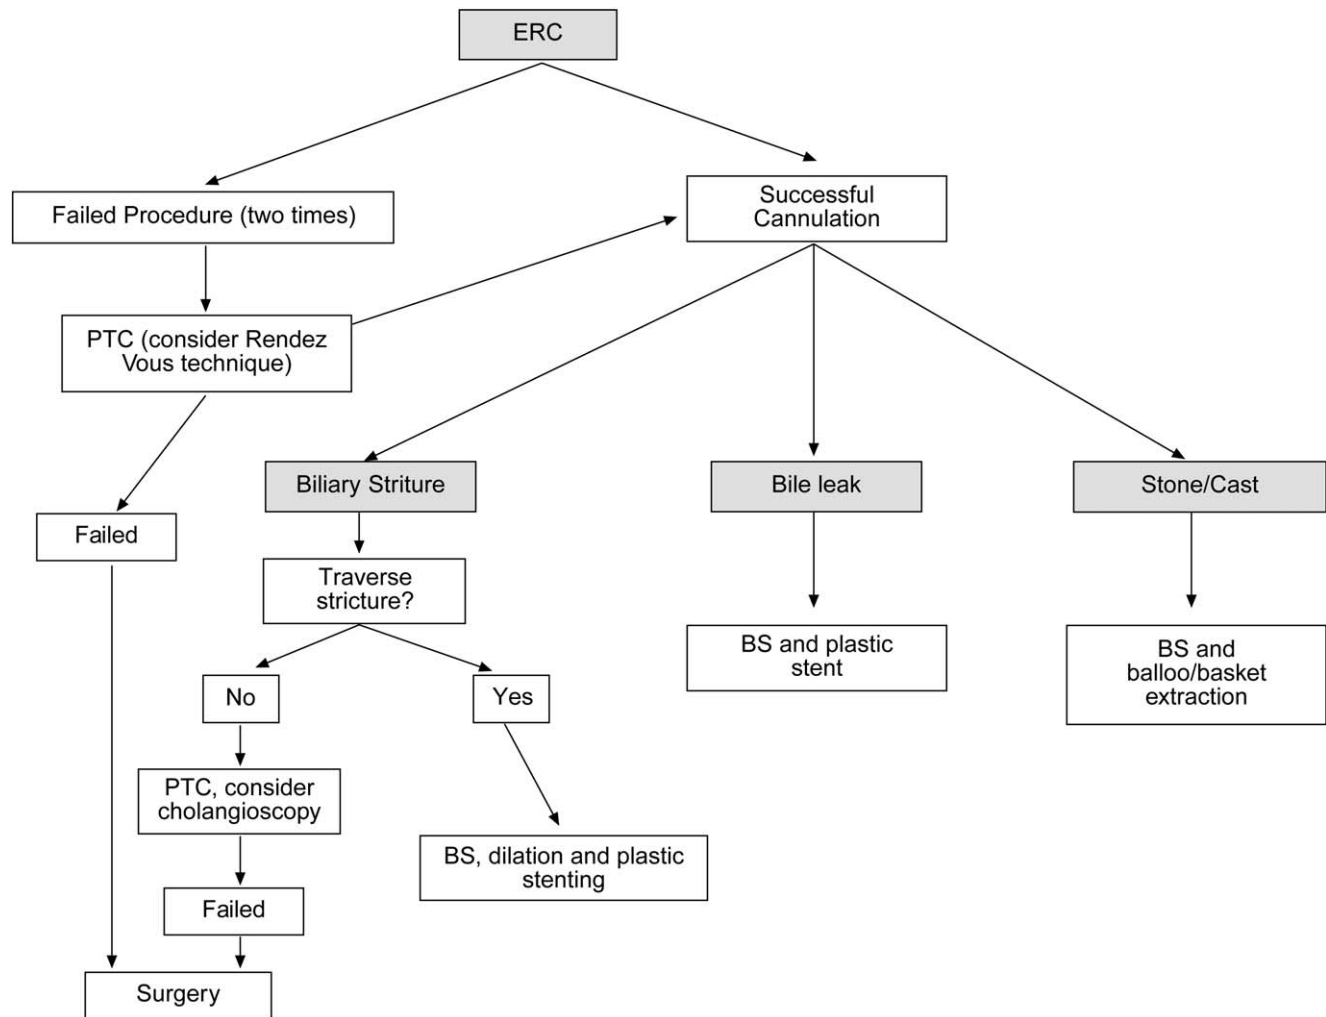 ERC
Failed Procedure (two times)
Successful
Cannulation
PTC (consider Rendez
Vous technique)
Failed
Biliary Striture
Bile leak
Stone/Cast
Traverse
stricture?
No
Yes
BS and plastic
stent
BS and
balloo/basket
extraction
PTC, consider
cholangioscopy
BS, dilation and plastic
stenting
Failed
Surgery